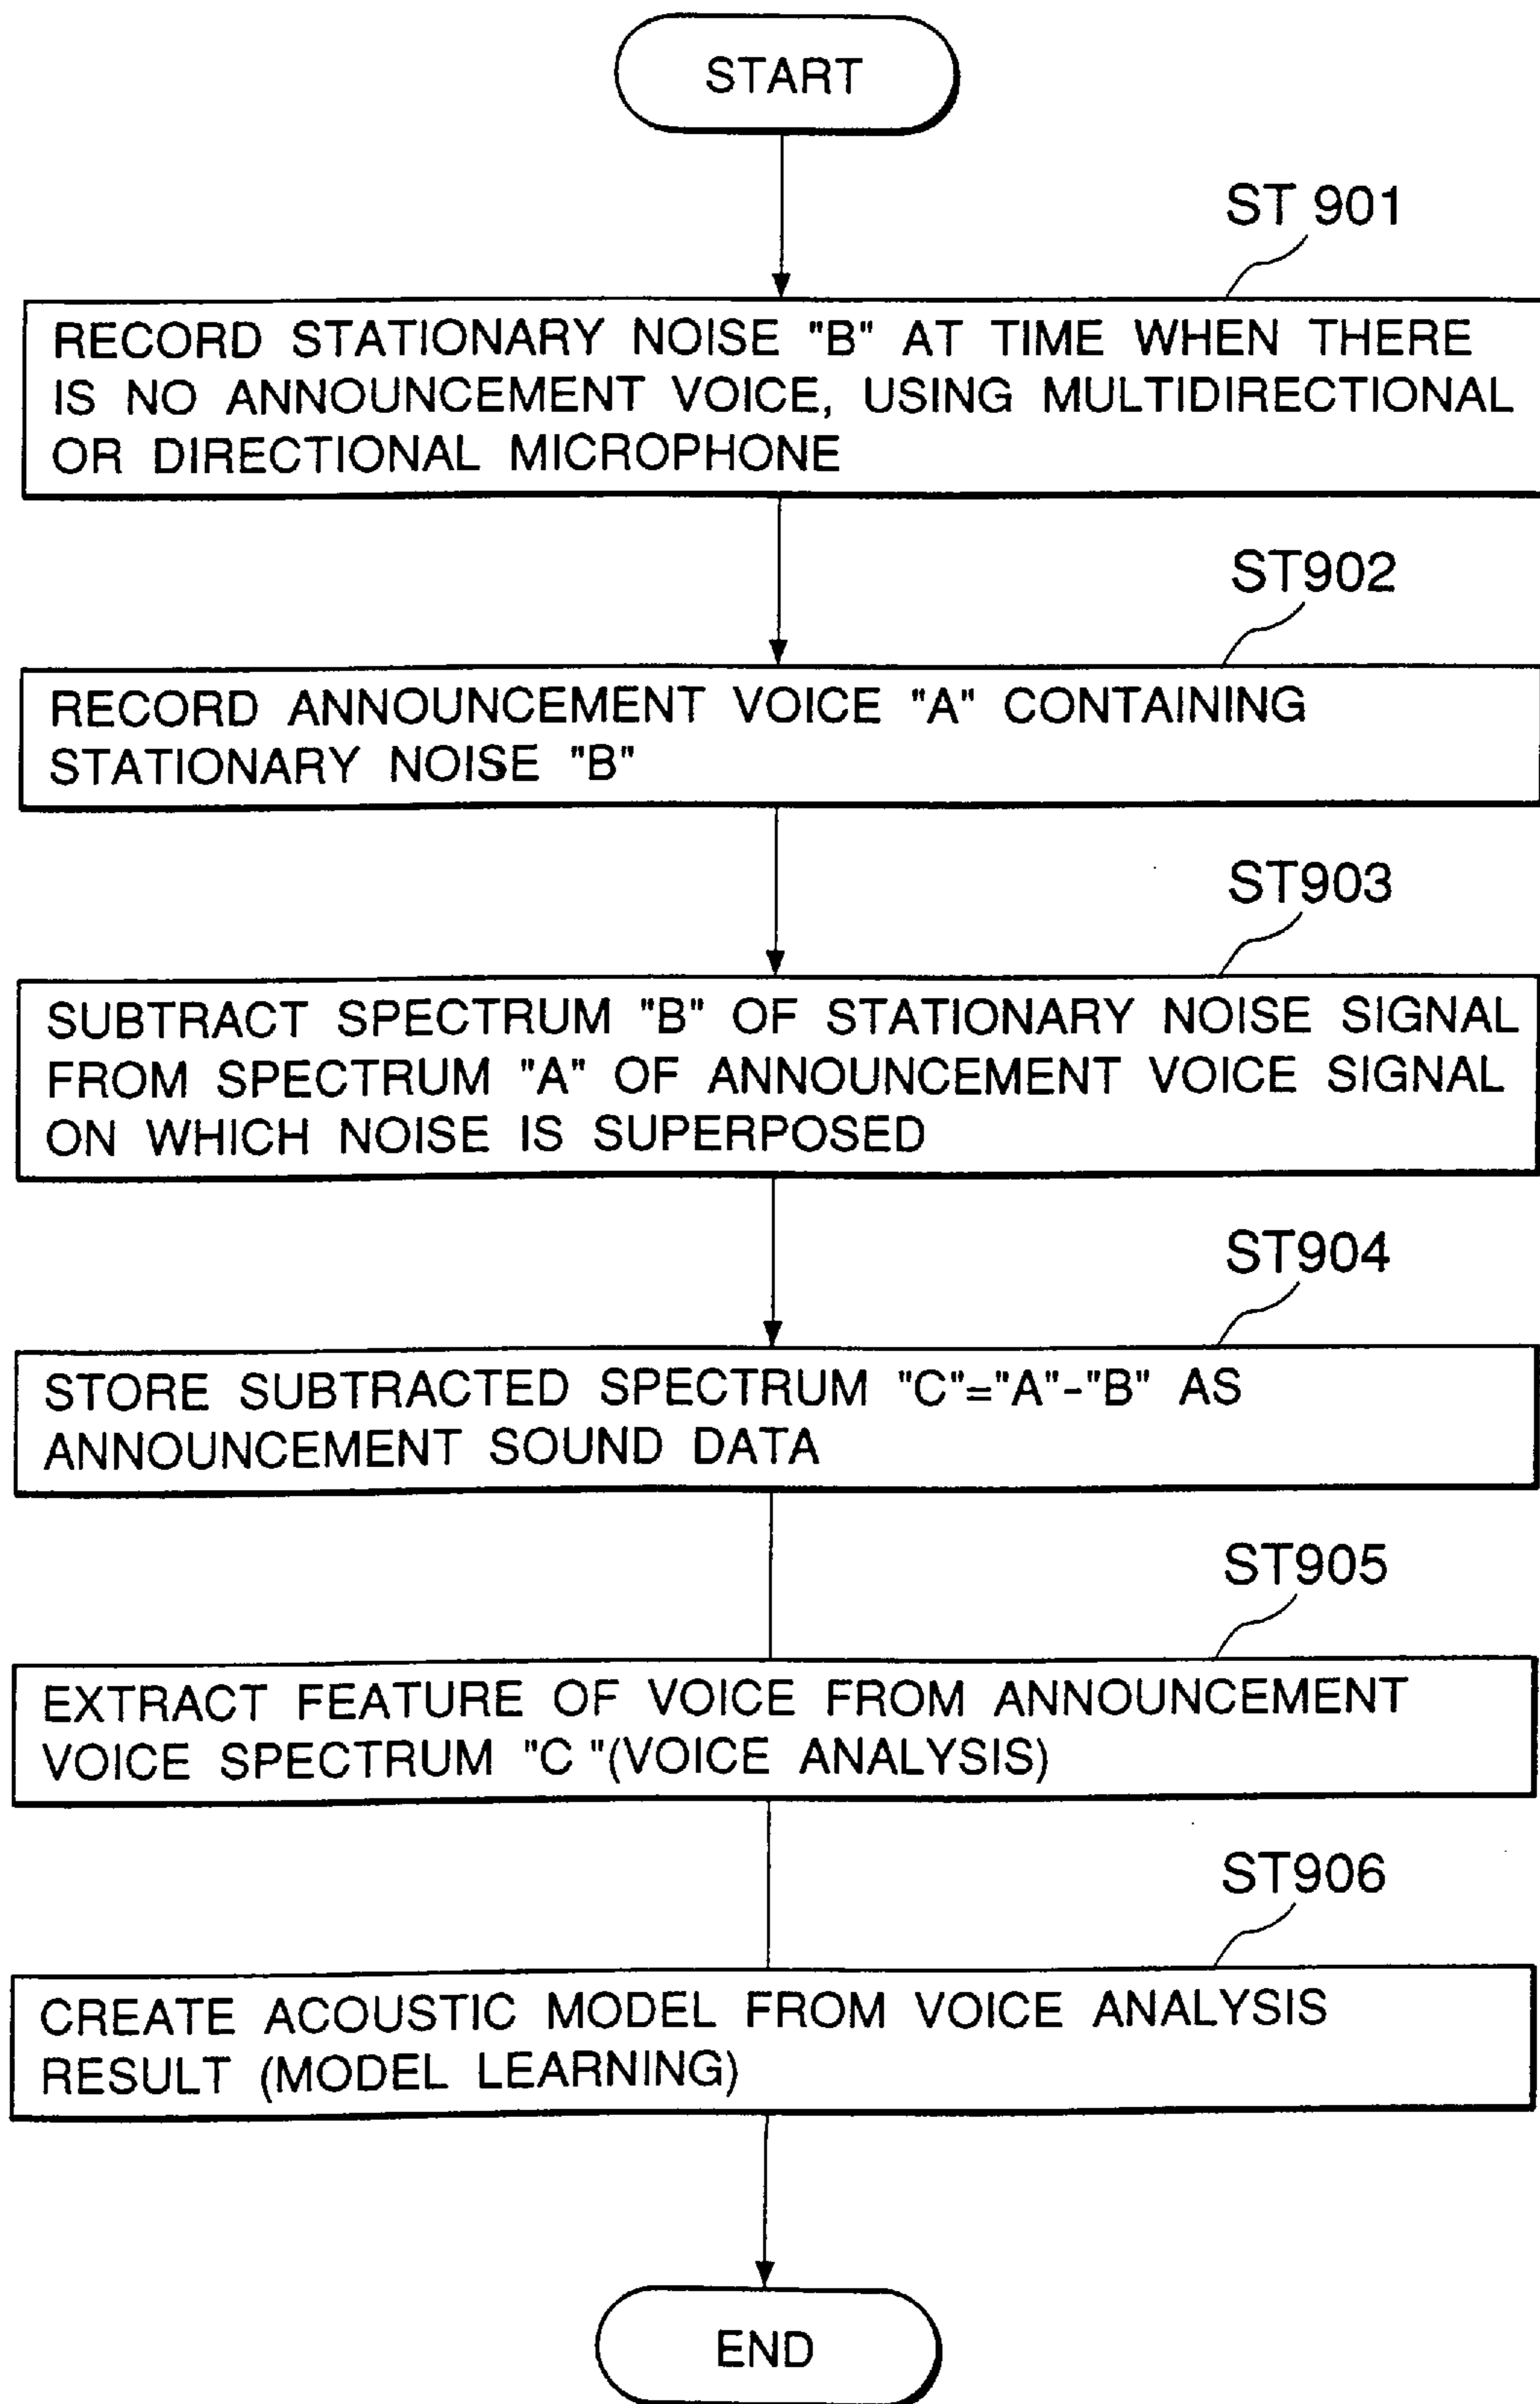 START
ST 901
RECORD STATIONARY NOISE "B" AT TIME WHEN THERE
IS NO ANNOUNCEMENT VOICE, USING MULTIDIRECTIONAL
OR DIRECTIONAL MICROPHONE
ST902
RECORD ANNOUNCEMENT VOICE "A" CONTAINING
STATIONARY NOISE "B"
ST903
SUBTRACT SPECTRUM "B" OF STATIONARY NOISE SIGNAL
FROM SPECTRUM "A" OF ANNOUNCEMENT VOICE SIGNAL
ON WHICH NOISE IS SUPERPOSED
ST904
STORE SUBTRACTED SPECTRUM "C"="A"-"B" AS
ANNOUNCEMENT SOUND DATA
ST905
EXTRACT FEATURE OF VOICE FROM ANNOUNCEMENT
VOICE SPECTRUM "C "(VOICE ANALYSIS)
ST906
CREATE ACOUSTIC MODEL FROM VOICE ANALYSIS
RESULT (MODEL LEARNING)
END